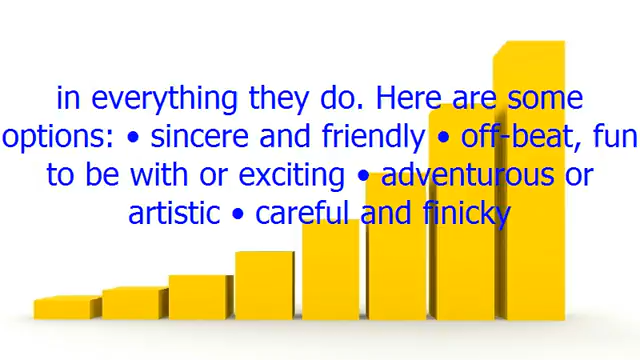 in everything they do. Here are some
options: • sincere and friendly • off-beat, fun
to be with or exciting • adventurous or
artistic • careful and finicky